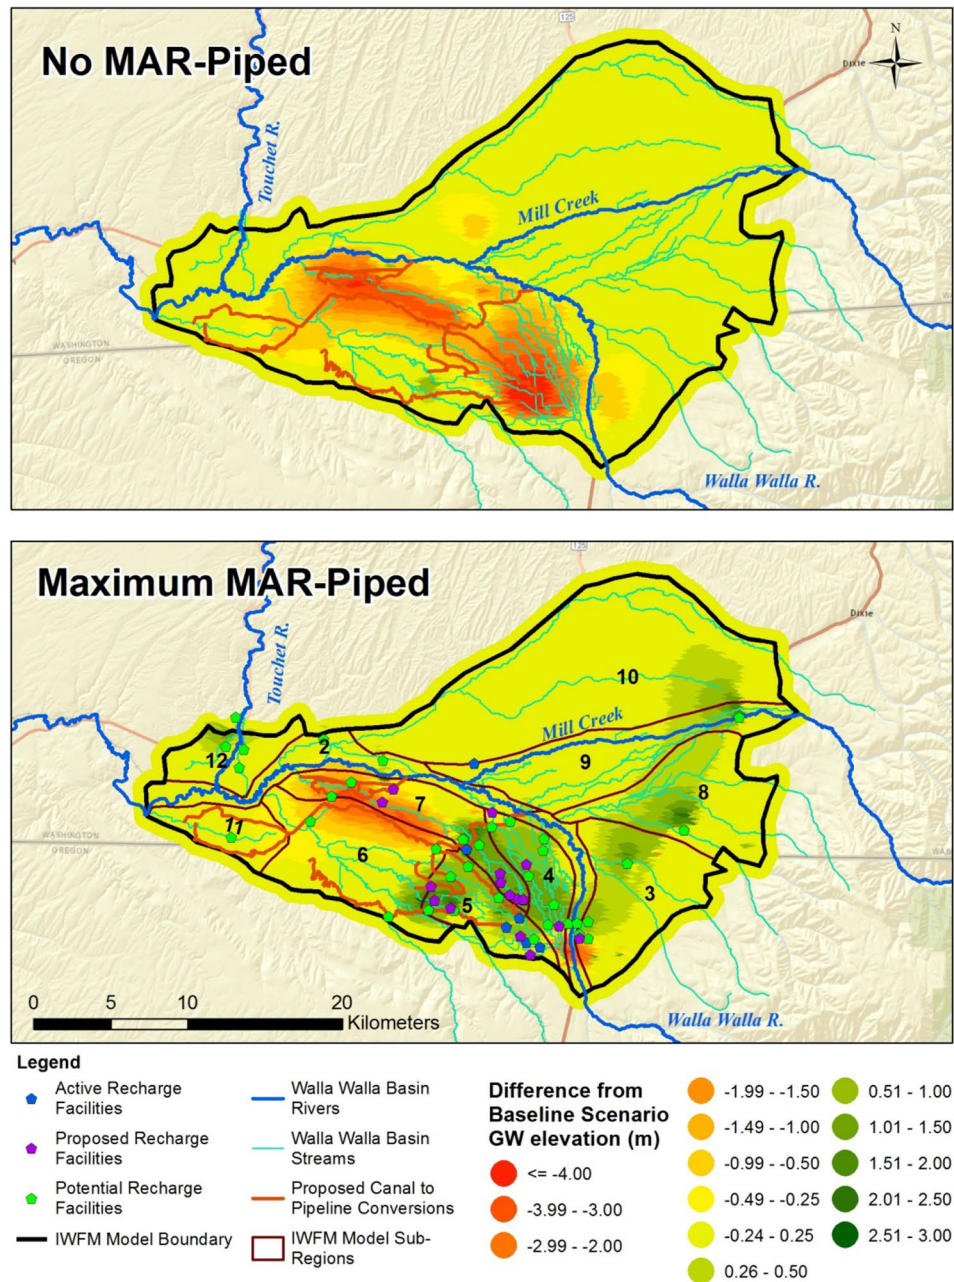 125
No MAR-Piped
N
Dixie
Touchet R.
Mill Creek
WASHINGTON
OREGON
WA
Walla Walla R.
125
Maximum MAR-Piped
Dixie
Touchet R.
10
Mill Creek
2
12
9
8
7
11
WASHINGTON
OREGON
6
4
3
5
0 5 10 20
Kilometers
Walla Walla R.
Legend
Active Recharge
Facilities
Proposed Recharge
Facilities
Potential Recharge
Facilities
IWFM Model Boundary
Walla Walla Basin
Rivers
Walla Walla Basin
Streams
Proposed Canal to
Pipeline Conversions
IWFM Model Sub-
Regions
Difference from
Baseline Scenario
GW elevation (m)
<= -4.00
-3.99 - -3.00
-2.99 - -2.00
-1.99 - -1.50
-1.49 - -1.00
-0.99 - -0.50
-0.49 - -0.25
-0.24 - 0.25
0.26 - 0.50
0.51 - 1.00
1.01 - 1.50
1.51 - 2.00
2.01 - 2.50
2.51 - 3.00